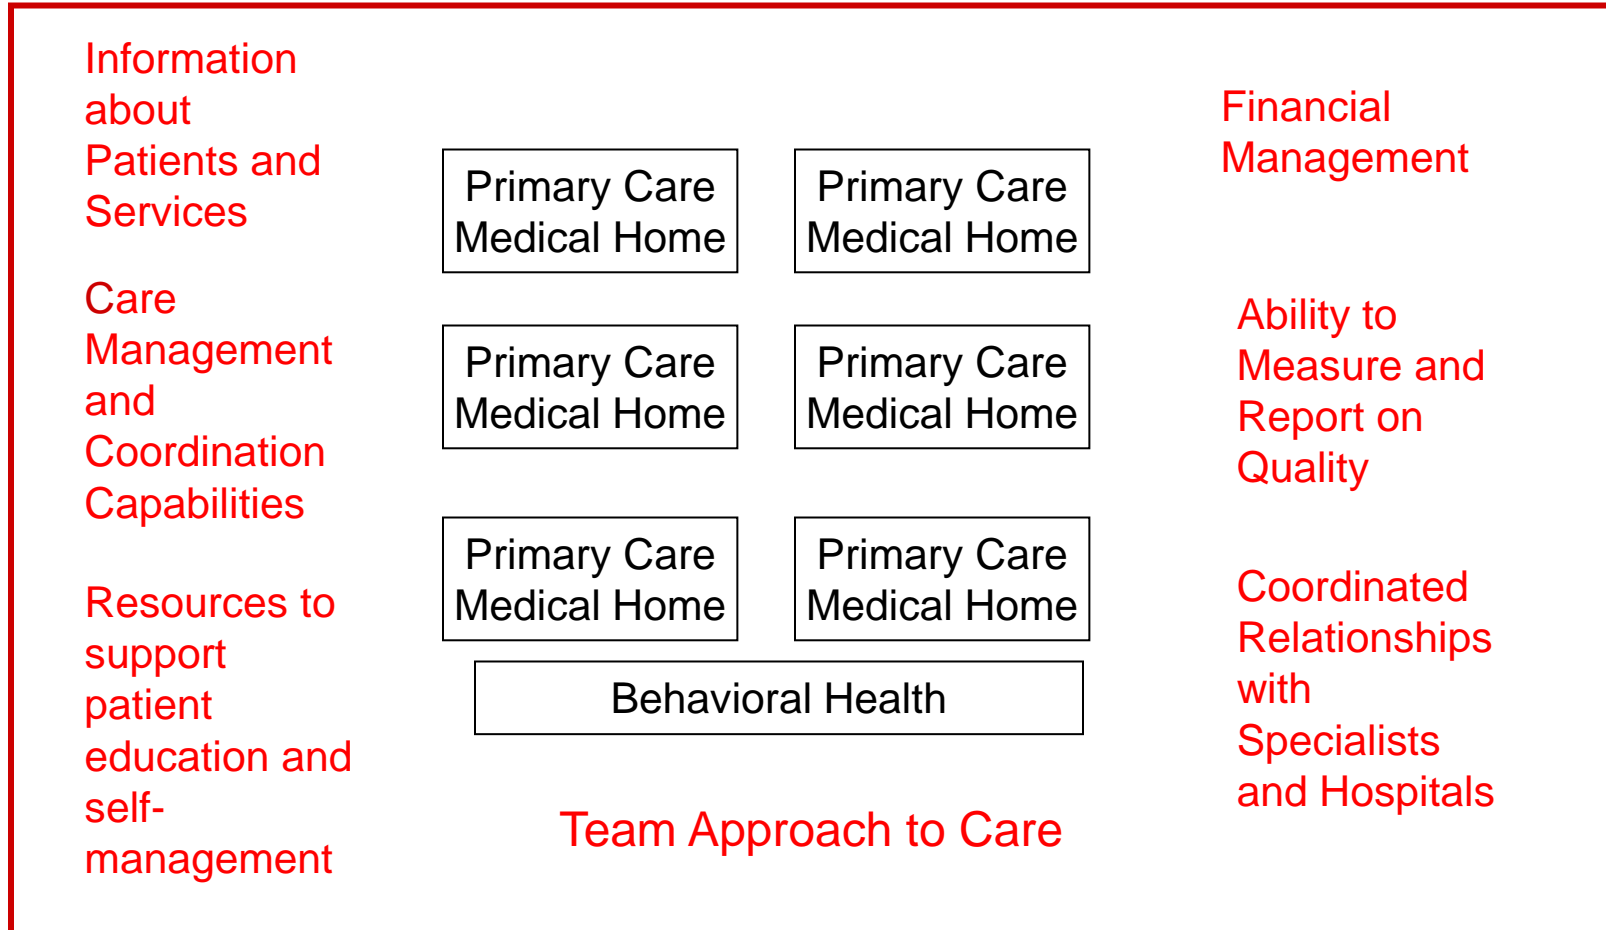 Information
about
Patients and
Services
Care
Management
and
Coordination
Capabilities
Resources to
support
patient
education and
self-
management
Primary Care
Medical Home
Primary Care
Medical Home
Primary Care
Medical Home
Primary Care
Medical Home
Primary Care
Medical Home
Primary Care
Medical Home
Behavioral Health
Team Approach to Care
Financial
Management
Ability to
Measure and
Report on
Quality
Coordinated
Relationships
with
Specialists
and Hospitals